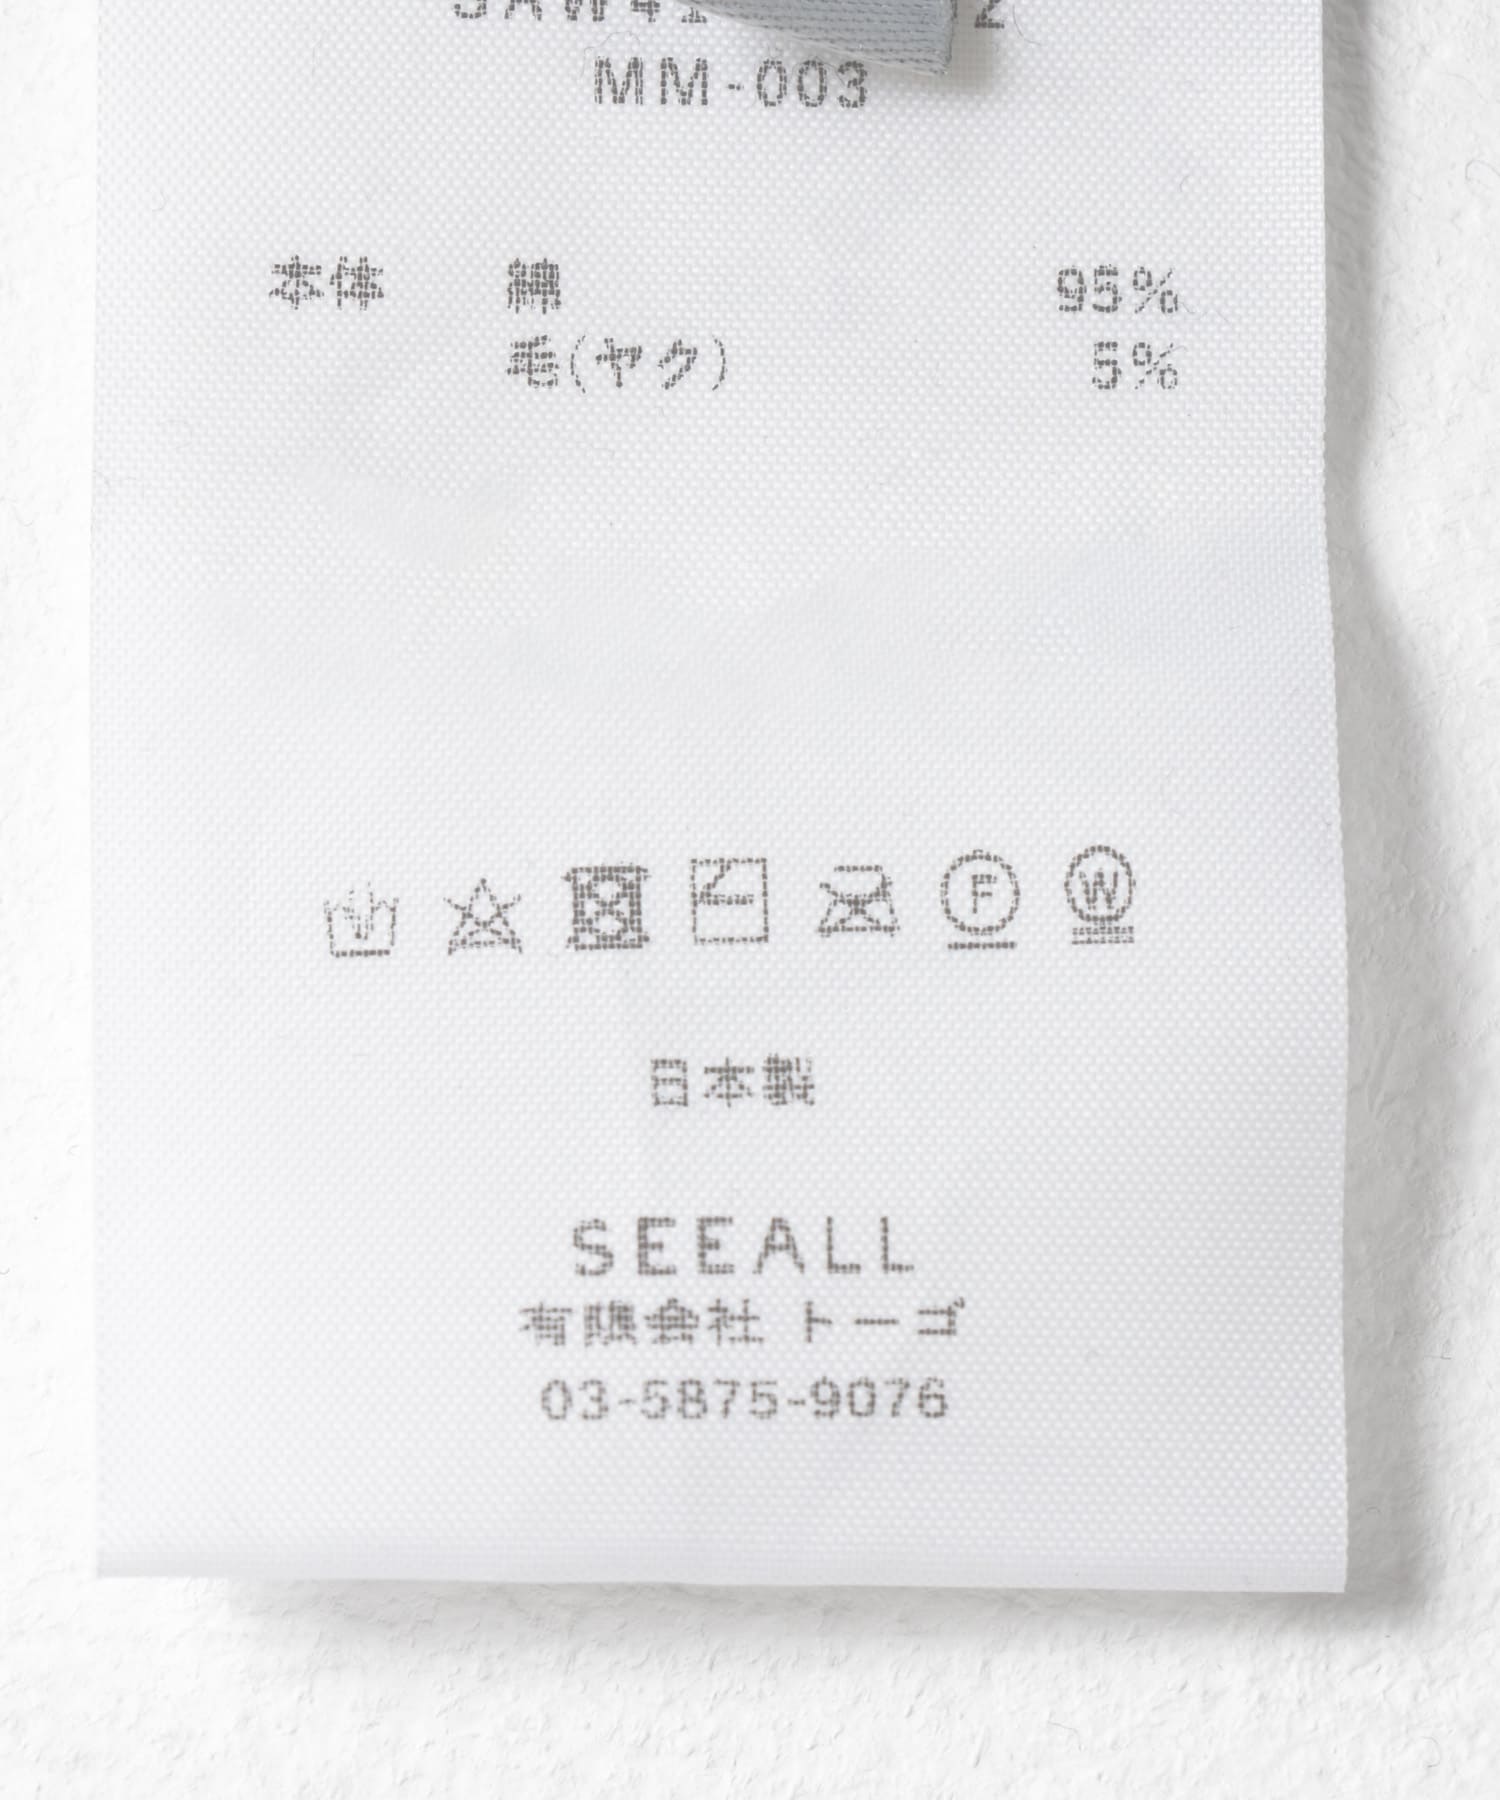 MM-003
本体 綿 95%
毛(ヤク) 5%
F W
日本製
SEEALL
有限会社 トーゴ
03-5875-9076